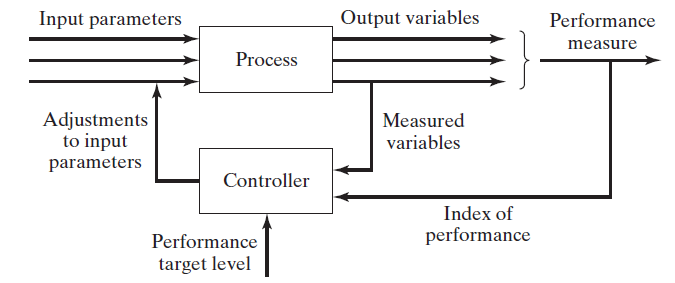 Input parameters
Output variables
Performance
measure
Process
Adjustments
to input
parameters
Measured
variables
Controller
Index of
performance
Performance
target level